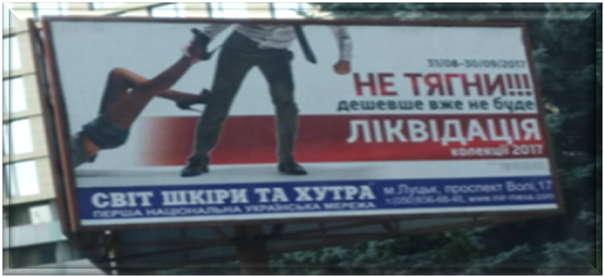 31/08-30/09/2017
НЕ ТЯГНИ!!!
дешевше вже не буде
ЛІКВІДАЦІЯ
колекції 2017
СВІТ ШКІРИ ТА ХУТРА
ПЕРША НАЦІОНАЛЬНА УКРАЇНСЬКА МЕРЕЖА
м.Луцьк, проспект Волі,17